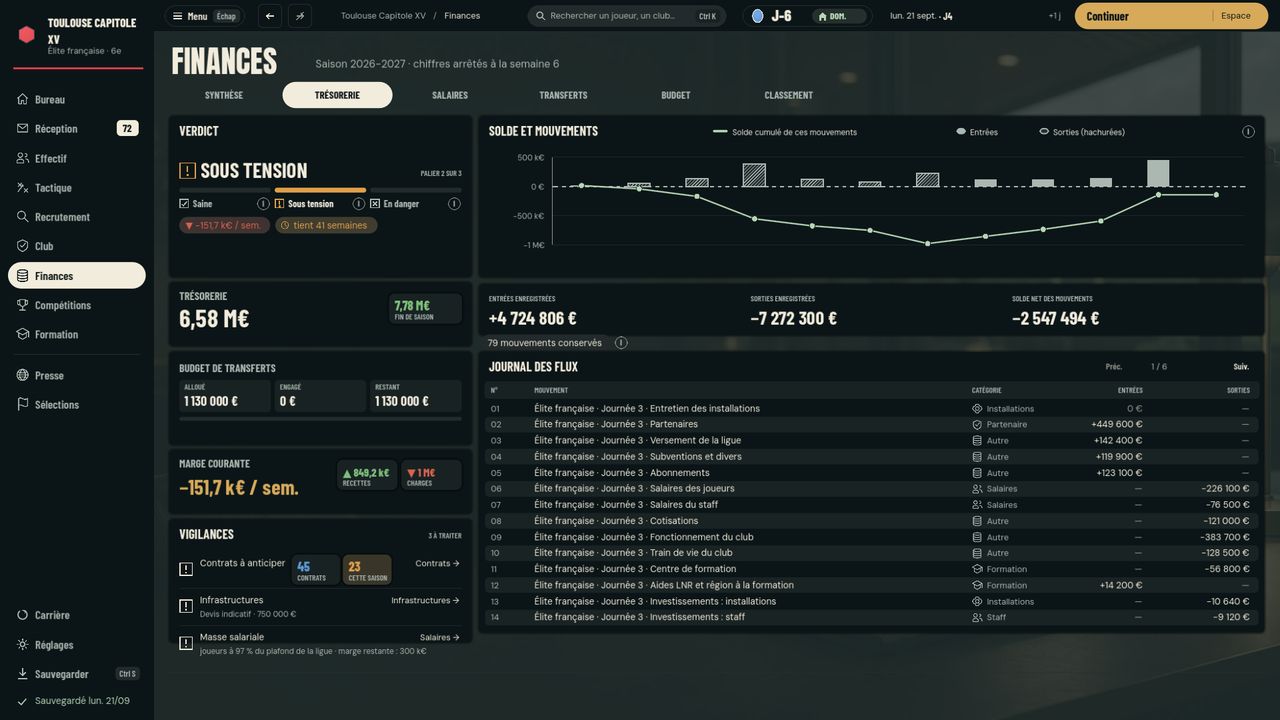 TOULOUSE CAPITOLE
XV
Élite française · 6e
Menu Échap
Toulouse Capitole XV / Finances
Rechercher un joueur, un club... Ctrl K
J-6 DOM.
lun. 21 sept. · J4
+1 j
Continuer Espace
Bureau
Réception 72
Effectif
Tactique
Recrutement
Club
Finances
Compétitions
Formation
Presse
Sélections
Carrière
Réglages
Sauvegarder Ctrl S
Sauvegardé lun. 21/09
FINANCES
Saison 2026-2027 · chiffres arrêtés à la semaine 6
SYNTHÈSE TRÉSORERIE SALAIRES TRANSFERTS BUDGET CLASSEMENT
VERDICT
SOUS TENSION
PALIER 2 SUR 3
Saine Sous tension En danger
▼ −151,7 k€ / sem. tient 41 semaines
TRÉSORERIE
6,58 M€
7,78 M€
FIN DE SAISON
BUDGET DE TRANSFERTS
ALLOUÉ ENGAGÉ RESTANT
1 130 000 € 0 € 1 130 000 €
MARGE COURANTE
−151,7 k€ / sem.
▲ 849,2 k€
RECETTES
▼ 1 M€
CHARGES
VIGILANCES
3 À TRAITER
Contrats à anticiper
45
CONTRATS
23
CETTE SAISON
Contrats →
Infrastructures
Devis indicatif · 750 000 €
Infrastructures →
Masse salariale
joueurs à 97 % du plafond de la ligue · marge restante : 300 k€
Salaires →
SOLDE ET MOUVEMENTS
Solde cumulé de ces mouvements Entrées Sorties (hachurées)
500 k€
0 €
−500 k€
−1 M€
ENTRÉES ENREGISTRÉES SORTIES ENREGISTRÉES SOLDE NET DES MOUVEMENTS
+4 724 806 € −7 272 300 € −2 547 494 €
79 mouvements conservés
JOURNAL DES FLUX
Préc. 1 / 6 Suiv.
N° MOUVEMENT CATÉGORIE ENTRÉES SORTIES
01 Élite française · Journée 3 · Entretien des installations Installations 0 € —
02 Élite française · Journée 3 · Partenaires Partenaire +449 600 € —
03 Élite française · Journée 3 · Versement de la ligue Autre +142 400 € —
04 Élite française · Journée 3 · Subventions et divers Autre +119 900 € —
05 Élite française · Journée 3 · Abonnements Autre +123 100 € —
06 Élite française · Journée 3 · Salaires des joueurs Salaires — −226 100 €
07 Élite française · Journée 3 · Salaires du staff Salaires — −76 500 €
08 Élite française · Journée 3 · Cotisations Autre — −121 000 €
09 Élite française · Journée 3 · Fonctionnement du club Autre — −383 700 €
10 Élite française · Journée 3 · Train de vie du club Autre — −128 500 €
11 Élite française · Journée 3 · Centre de formation Formation — −56 800 €
12 Élite française · Journée 3 · Aides LNR et région à la formation Formation +14 200 € —
13 Élite française · Journée 3 · Investissements : installations Installations — −10 640 €
14 Élite française · Journée 3 · Investissements : staff Staff — −9 120 €